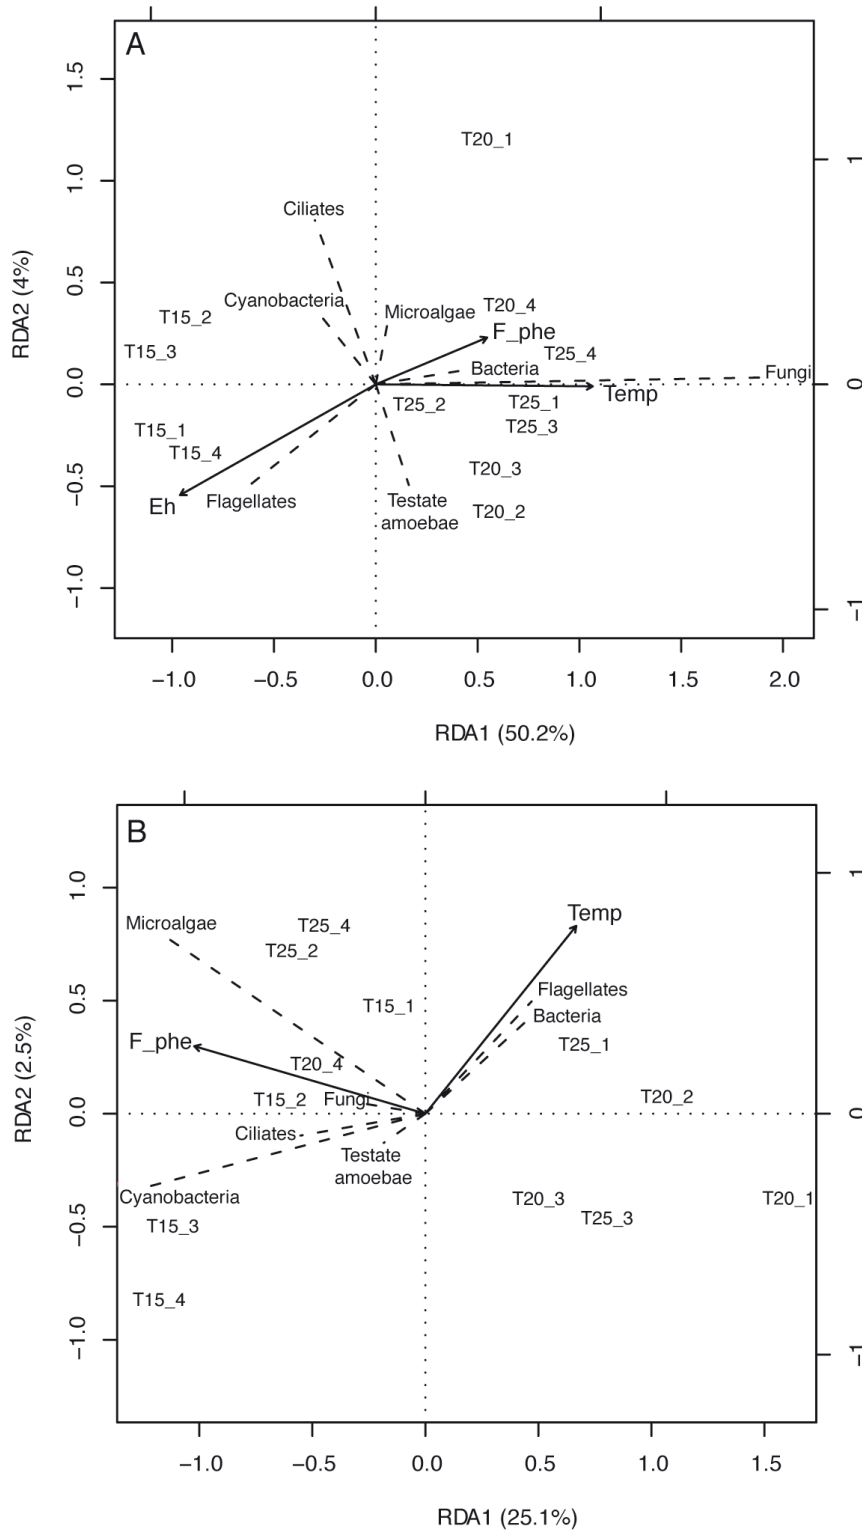 A
1.5
T20_1
1
1.0
Ciliates
RDA2 (4%)
0.5
Cyanobacteria
Microalgae
T20_4
T15_2
F_phe
T15_3
T25_4
Bacteria
Fungi
0.0
0
Temp
T25_2
T25_1
T25_3
T15_1
T15_4
T20_3
−0.5
Eh
Flagellates
Testate
amoebae
T20_2
−1.0
−1
−1.0 −0.5 0.0 0.5 1.0 1.5 2.0
RDA1 (50.2%)
B
1.0
1
Microalgae
T25_4
Temp
T25_2
Flagellates
0.5
T15_1
Bacteria
F_phe
T25_1
RDA2 (2.5%)
T20_4
T15_2
Fungi
T20_2
0.0
0
Ciliates
Testate
amoebae
Cyanobacteria
T20_3
T20_1
T15_3
T25_3
−0.5
T15_4
−1.0
−1
−1.0 −0.5 0.0 0.5 1.0 1.5
RDA1 (25.1%)